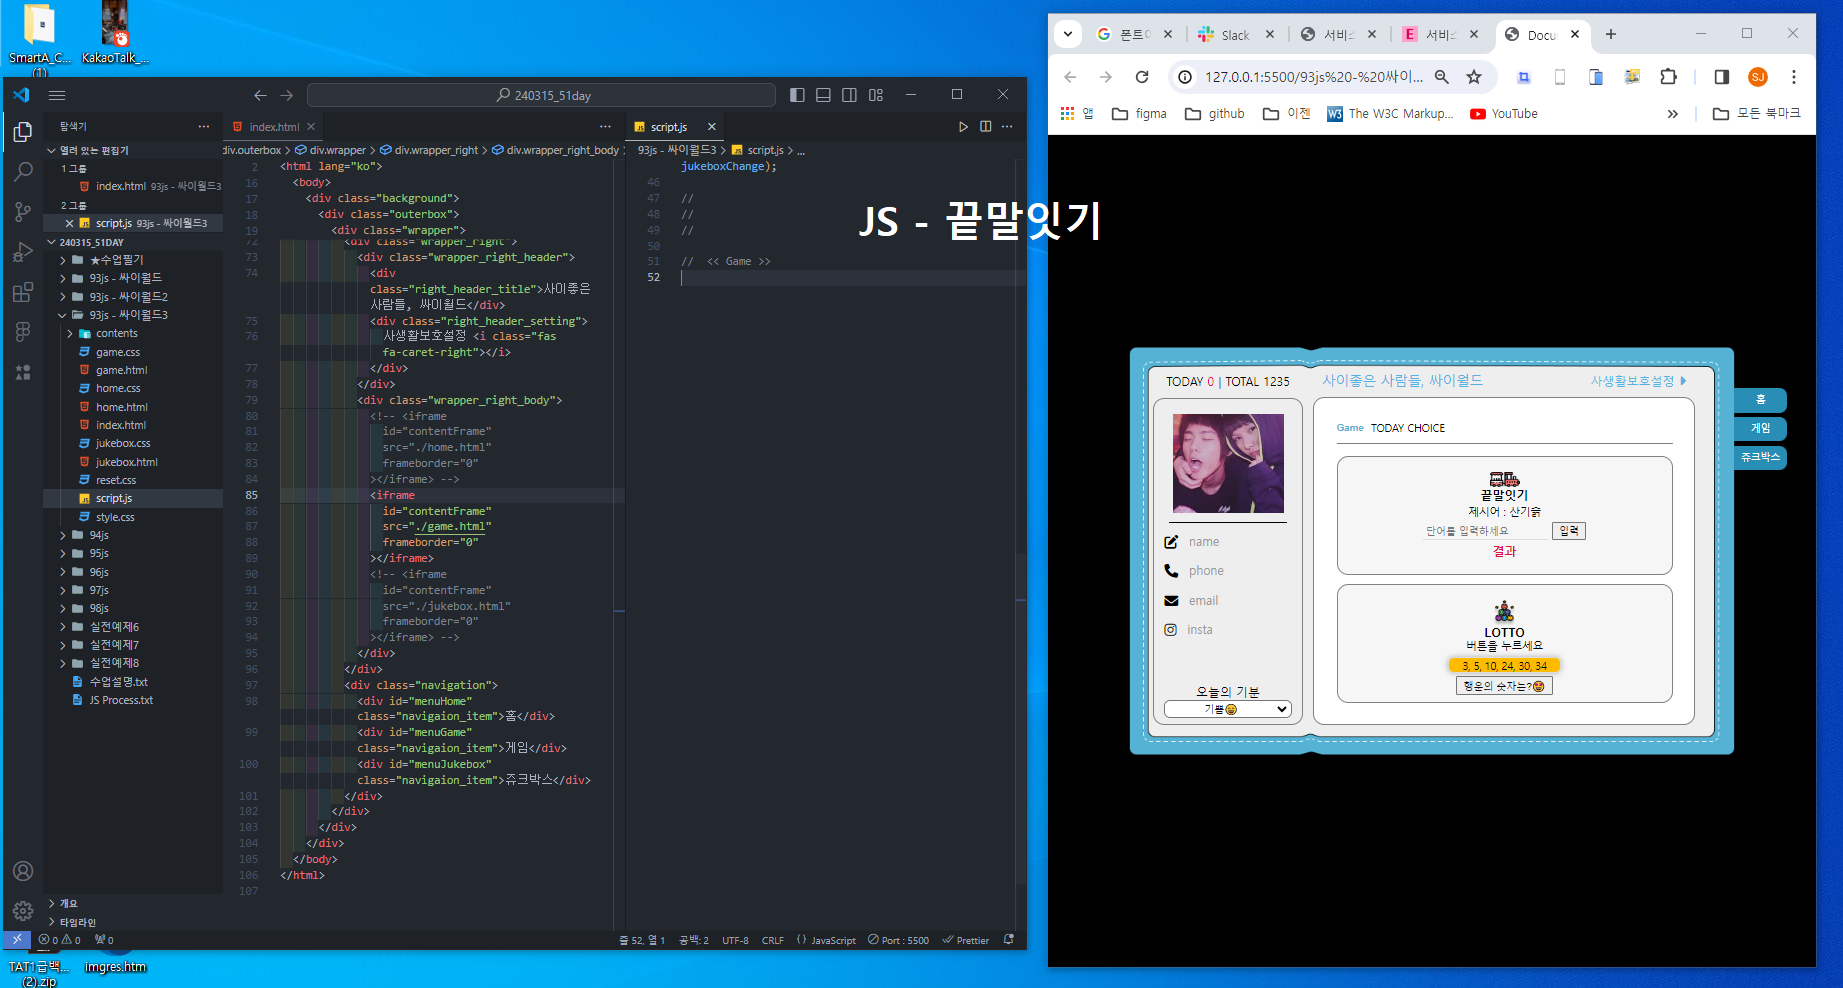 SmartA_C...
(1)
KakaoTalk_...
240315_51day
탐색기
열려 있는 편집기
1 그룹
index.html 93js - 싸이월드3
2 그룹
script.js 93js - 싸이월드3
240315_51DAY
★수업필기
93js - 싸이월드
93js - 싸이월드2
93js - 싸이월드3
contents
game.css
game.html
home.css
home.html
index.html
jukebox.css
jukebox.html
reset.css
script.js
style.css
94js
95js
96js
97js
98js
실전예제6
실전예제7
실전예제8
수업설명.txt
JS Process.txt
개요
타임라인
index.html
div.outerbox > div.wrapper > div.wrapper_right > div.wrapper_right_body
2 <html lang="ko">
16 <body>
17 <div class="background">
18 <div class="outerbox">
19 <div class="wrapper">
72 <div class="wrapper_right">
73 <div class="wrapper_right_header">
74 <div
class="right_header_title">사이좋은
사람들, 싸이월드</div>
75 <div class="right_header_setting">
76 사생활보호설정 <i class="fas
fa-caret-right"></i>
77 </div>
78 </div>
79 <div class="wrapper_right_body">
80 <!-- <iframe
81 id="contentFrame"
82 src="./home.html"
83 frameborder="0"
84 ></iframe> -->
85 <iframe
86 id="contentFrame"
87 src="./game.html"
88 frameborder="0"
89 ></iframe>
90 <!-- <iframe
91 id="contentFrame"
92 src="./jukebox.html"
93 frameborder="0"
94 ></iframe> -->
95 </div>
96 </div>
97 <div class="navigation">
98 <div id="menuHome"
class="navigaion_item">홈</div>
99 <div id="menuGame"
class="navigaion_item">게임</div>
100 <div id="menuJukebox"
class="navigaion_item">쥬크박스</div>
101 </div>
102 </div>
103 </div>
104 </div>
105 </body>
106 </html>
107
script.js
93js - 싸이월드3 > script.js > ...
jukeboxChange);
46
47 //
48 //
49 //
50
51 // << Game >>
52
JS - 끝말잇기
0 0 0
줄 52, 열 1 공백: 2 UTF-8 CRLF {} JavaScript Port : 5500 Prettier
TAT1급백...
(2).zip
imgres.htm
폰트어 Slack 서비스 E 서비스 Docu
127.0.0.1:5500/93js%20-%20싸이...
SJ
앱 figma github 이젠 W3 The W3C Markup... YouTube » 모든 북마크
TODAY 0 | TOTAL 1235
사이좋은 사람들, 싸이월드
사생활보호설정
name
phone
email
insta
오늘의 기분
기쁨
Game TODAY CHOICE
끝말잇기
제시어 : 산기슭
단어를 입력하세요 입력
결과
LOTTO
버튼을 누르세요
3, 5, 10, 24, 30, 34
행운의 숫자는?
홈
게임
쥬크박스